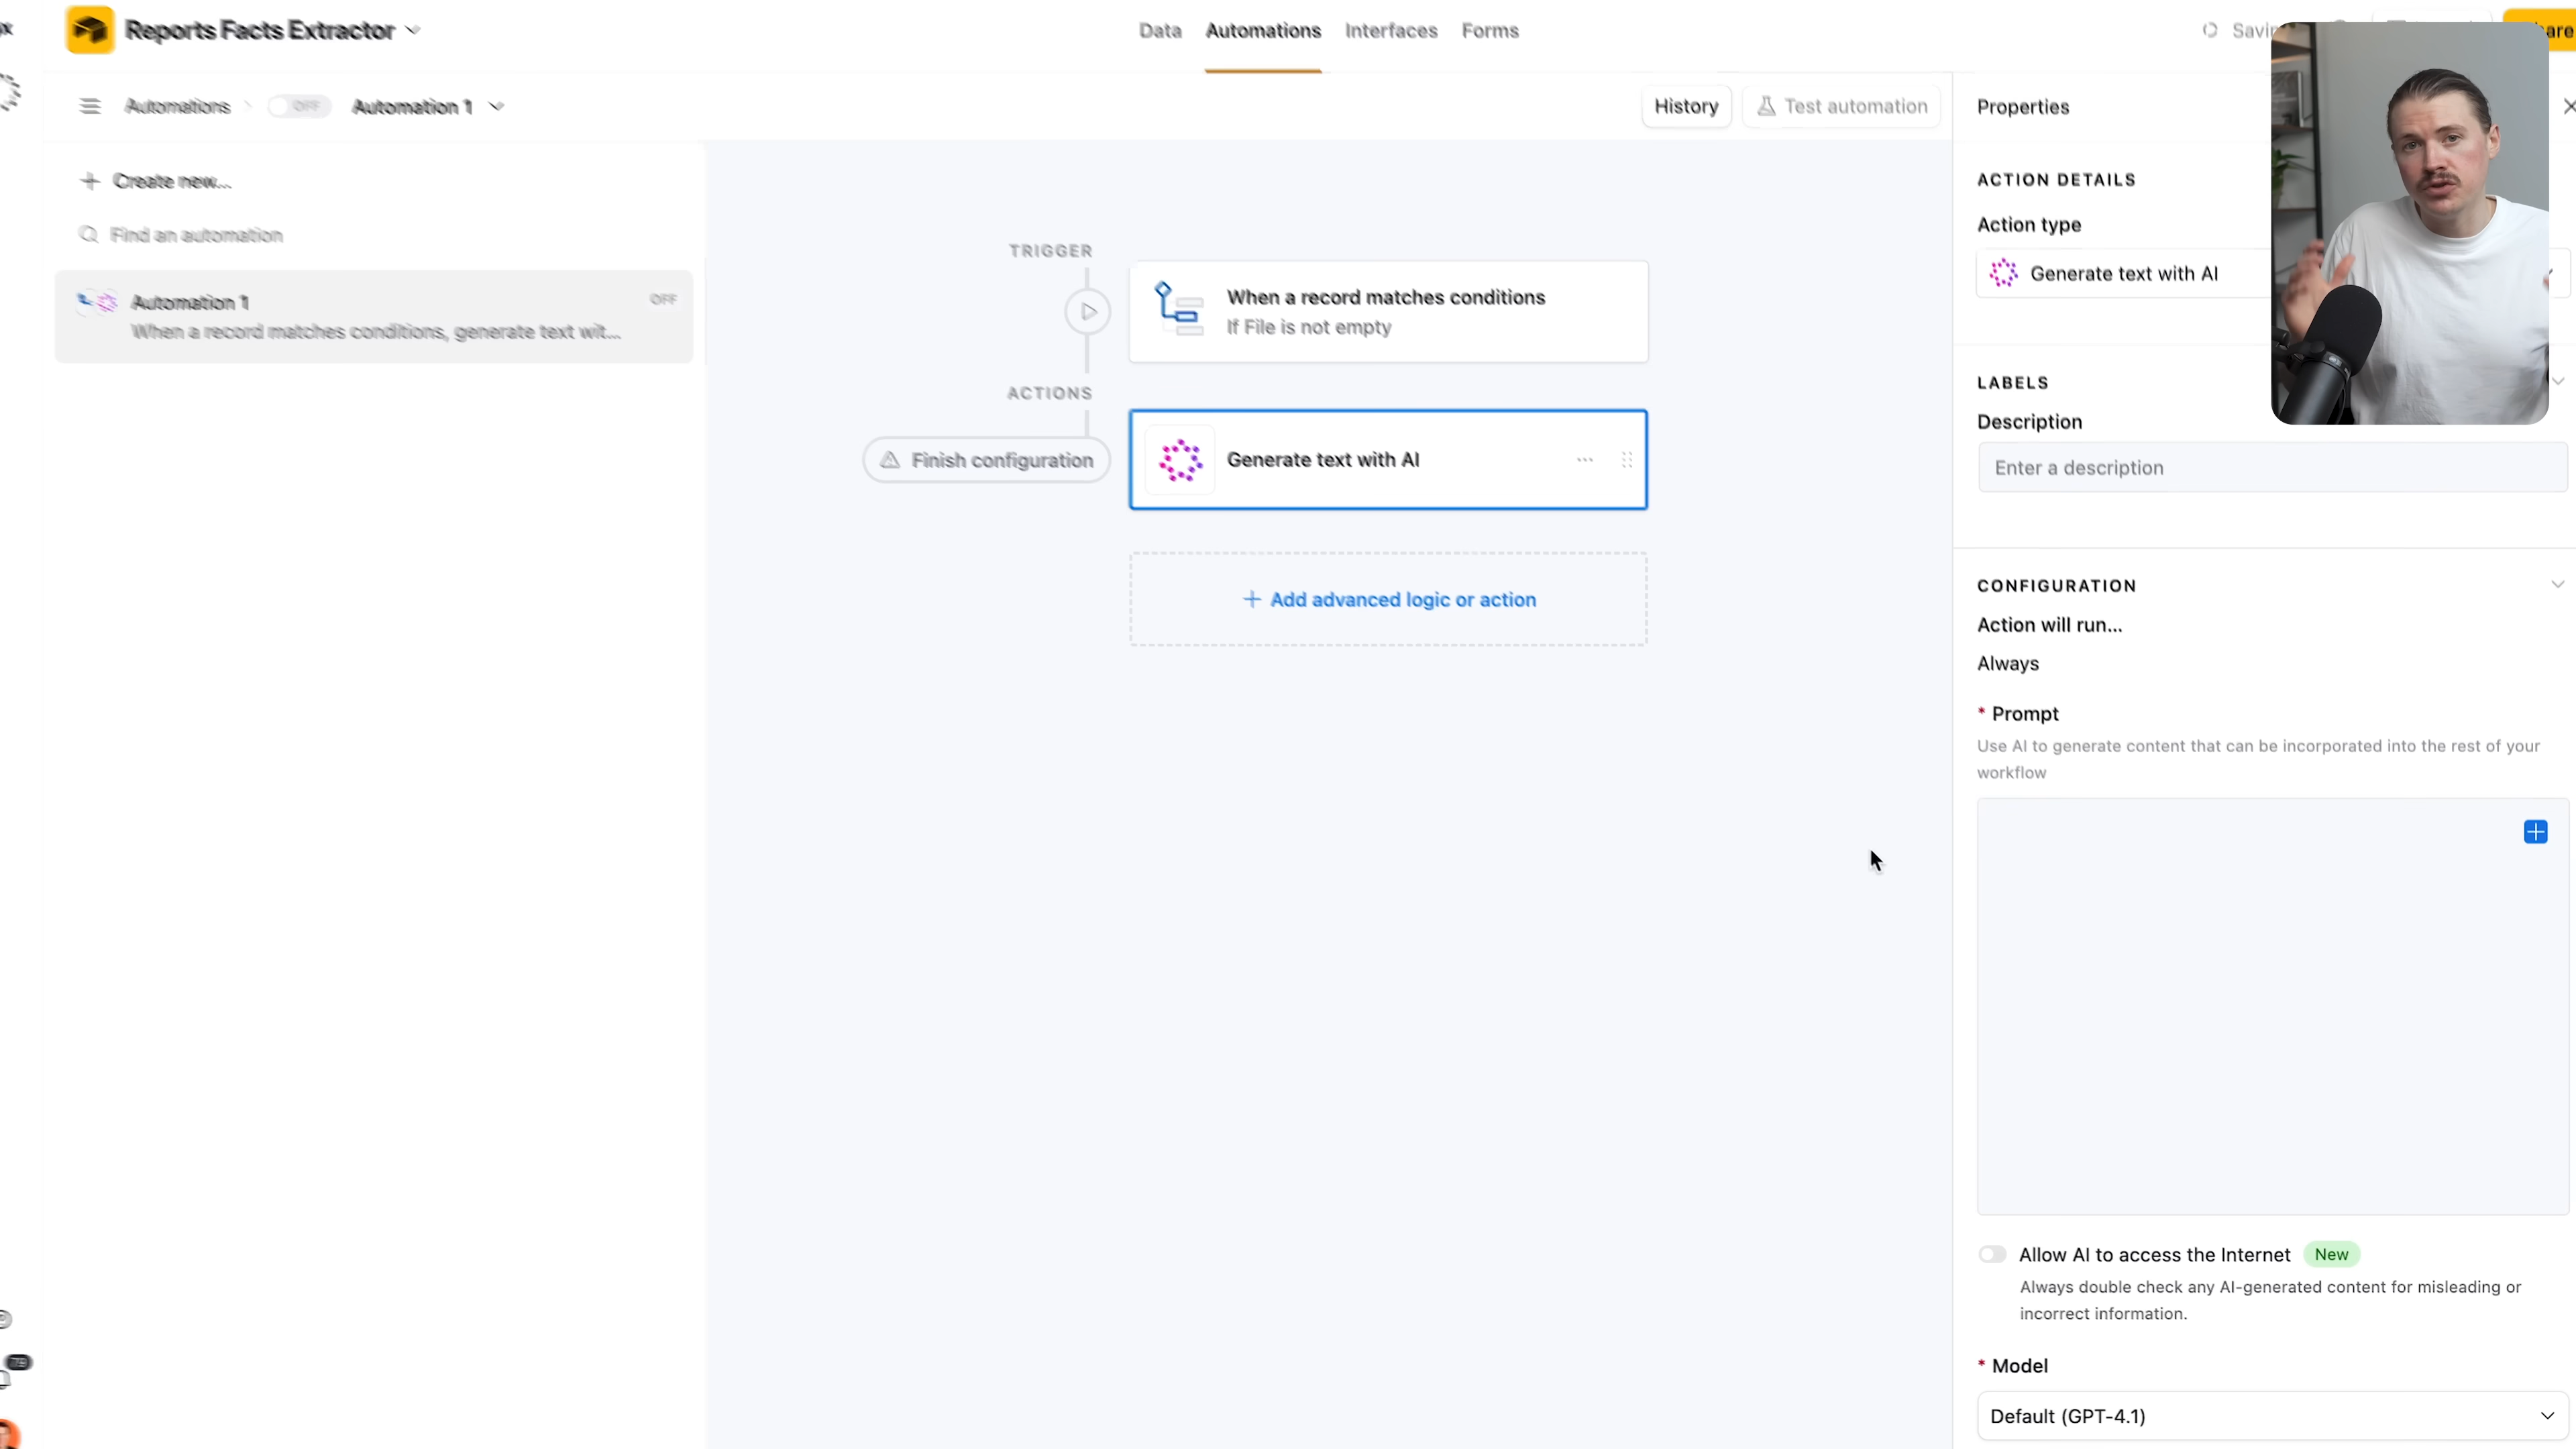 Reports Facts Extractor
Data
Automations
Interfaces
Forms
Automations
OFF
Automation 1
History
Test automation
Create new...
Find an automation
Automation 1
OFF
When a record matches conditions, generate text wit...
TRIGGER
When a record matches conditions
If File is not empty
ACTIONS
Finish configuration
Generate text with AI
Add advanced logic or action
Properties
ACTION DETAILS
Action type
Generate text with AI
LABELS
Description
Enter a description
CONFIGURATION
Action will run...
Always
* Prompt
Use AI to generate content that can be incorporated into the rest of your
workflow
Allow AI to access the Internet New
Always double check any AI-generated content for misleading or
incorrect information.
* Model
Default (GPT-4.1)